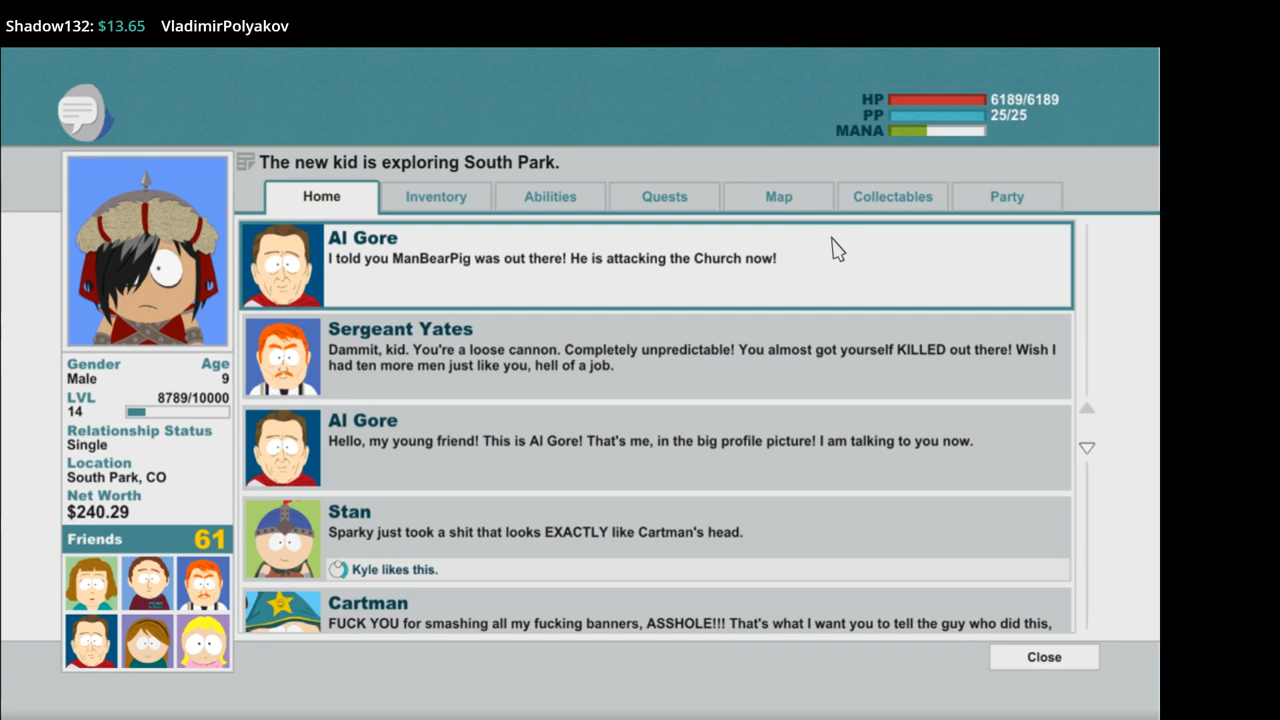 Shadow132: $13.65 VladimirPolyakov
HP 6189/6189
PP 25/25
MANA
The new kid is exploring South Park.
Home Inventory Abilities Quests Map Collectables Party
Gender Age
Male 9
LVL 8789/10000
14
Relationship Status
Single
Location
South Park, CO
Net Worth
$240.29
Friends 61
Al Gore
I told you ManBearPig was out there! He is attacking the Church now!
Sergeant Yates
Dammit, kid. You're a loose cannon. Completely unpredictable! You almost got yourself KILLED out there! Wish I
had ten more men just like you, hell of a job.
Al Gore
Hello, my young friend! This is Al Gore! That's me, in the big profile picture! I am talking to you now.
Stan
Sparky just took a shit that looks EXACTLY like Cartman's head.
Kyle likes this.
Cartman
FUCK YOU for smashing all my fucking banners, ASSHOLE!!! That's what I want you to tell the guy who did this,
Close